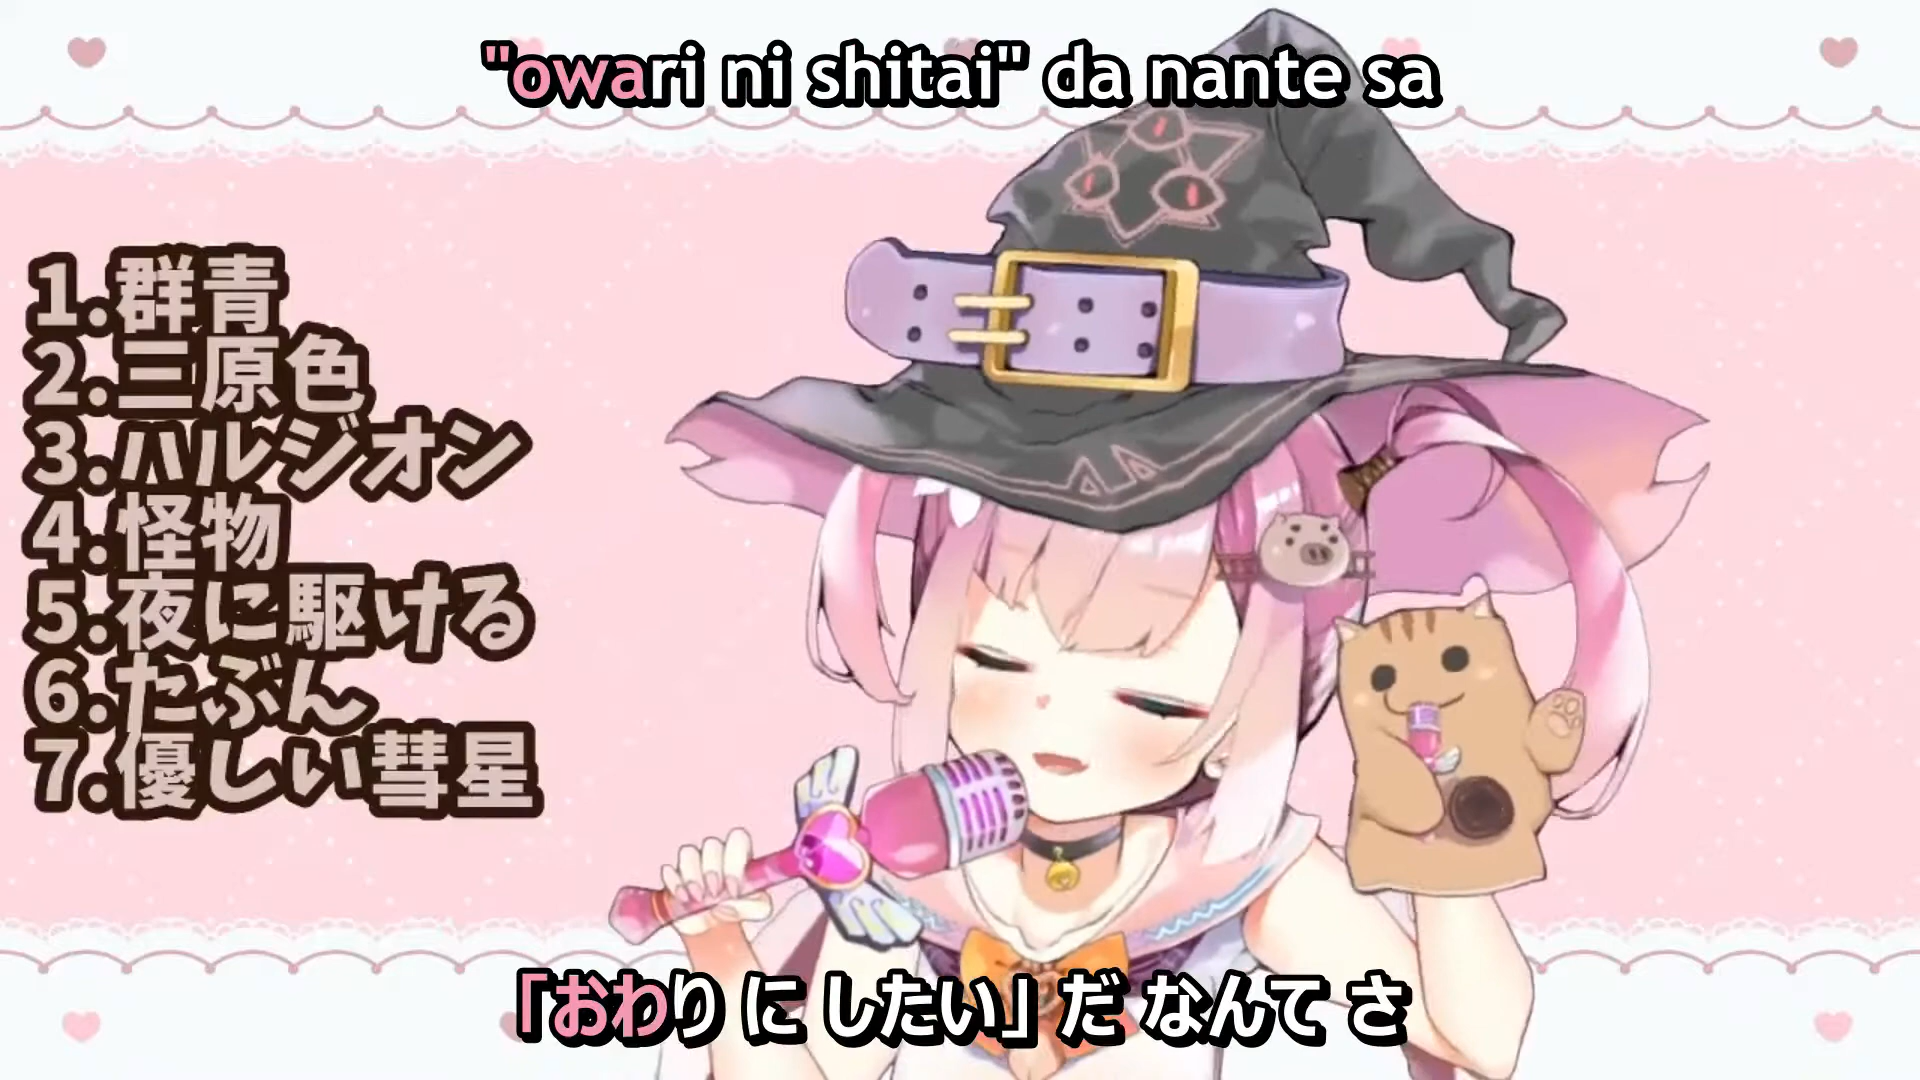 "owari ni shitai" da nante sa
1.群青
2.三原色
3.ハルジオン
4.怪物
5.夜に駆ける
6.たぶん
7.優しい彗星
「おわり に したい」 だ なんて さ